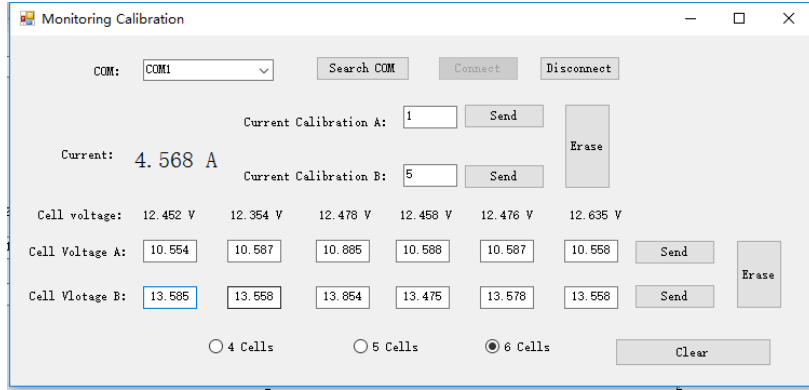 Monitoring Calibration
COM: COM1 Search COM Connect Disconnect
Current Calibration A: 1 Send
Current: 4.568 A Erase
Current Calibration B: 5 Send
Cell voltage: 12.452 V 12.354 V 12.478 V 12.458 V 12.476 V 12.635 V
Cell Voltage A: 10.554 10.587 10.885 10.588 10.587 10.558 Send
Erase
Cell Vlotage B: 13.585 13.558 13.854 13.475 13.578 13.558 Send
4 Cells 5 Cells 6 Cells Clear